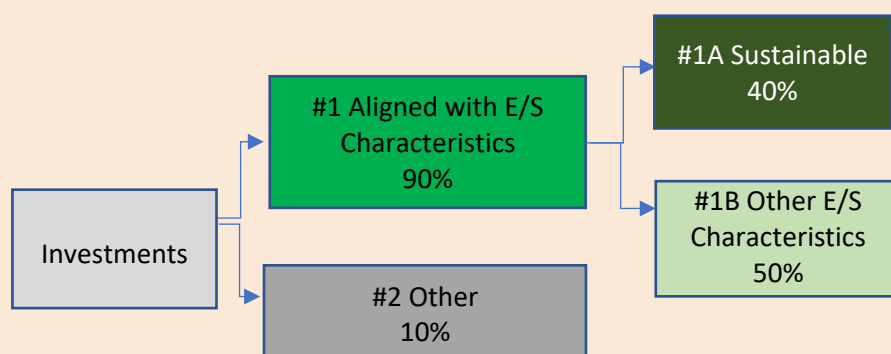 Investments
#1 Aligned with E/S
Characteristics
90%
#2 Other
10%
#1A Sustainable
40%
#1B Other E/S
Characteristics
50%